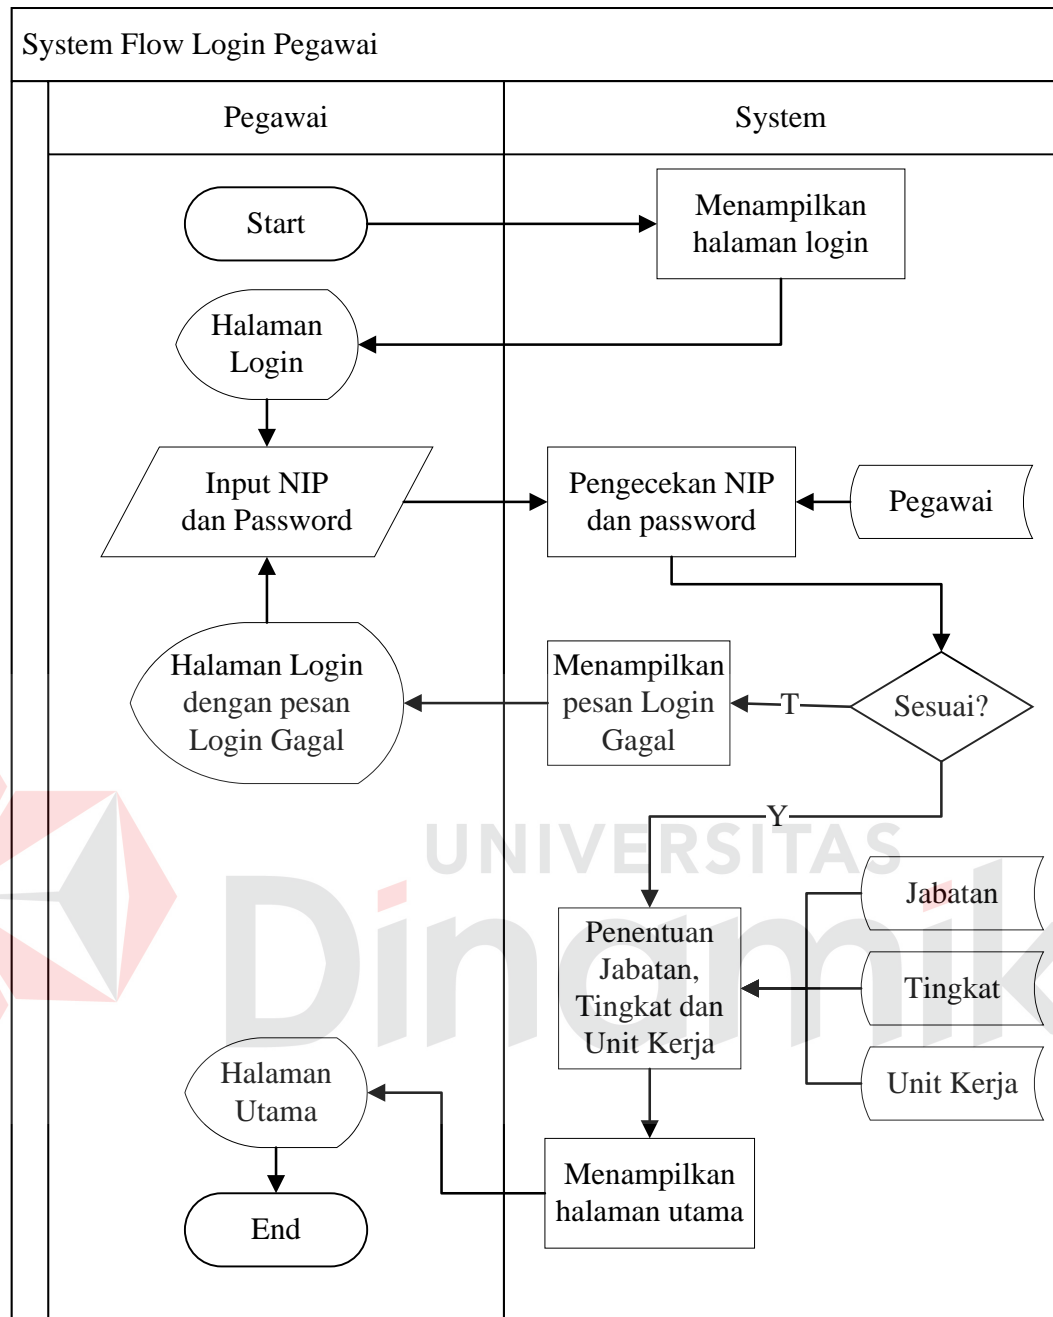 System Flow Login Pegawai
Pegawai
System
Start
Menampilkan
halaman login
Halaman
Login
Input NIP
dan Password
Pengecekan NIP
dan password
Pegawai
Halaman Login
dengan pesan
Login Gagal
Menampilkan
pesan Login
Gagal
T
Sesuai?
Y
UNIVERSITAS
Dinamik
Penentuan
Jabatan,
Tingkat dan
Unit Kerja
Jabatan
Tingkat
Unit Kerja
Halaman
Utama
Menampilkan
halaman utama
End